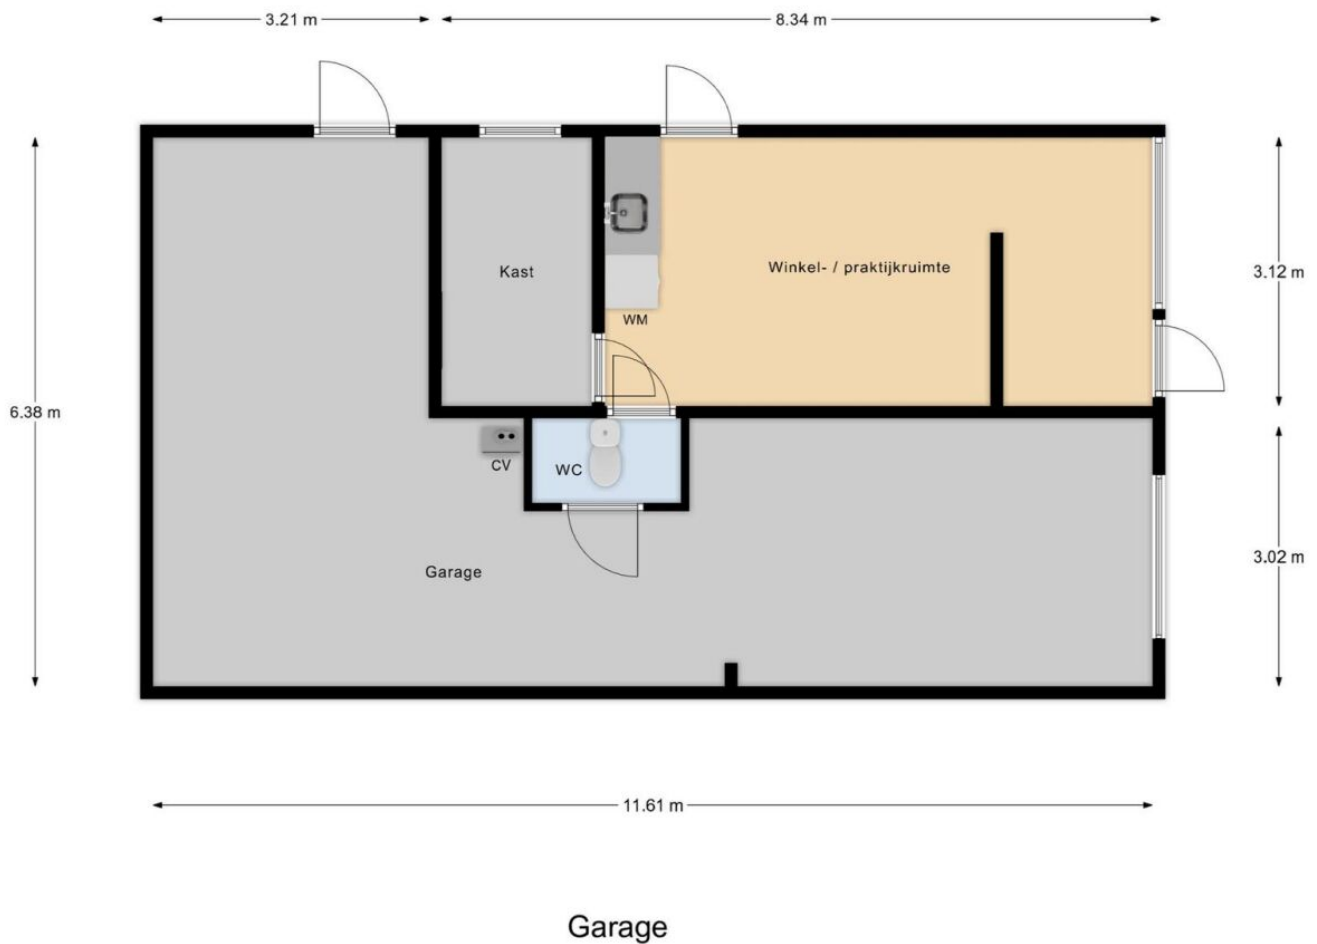 3.21 m
8.34 m
Kast
Winkel- / praktijkruimte
3.12 m
WM
6.38 m
CV
WC
3.02 m
Garage
11.61 m
Garage